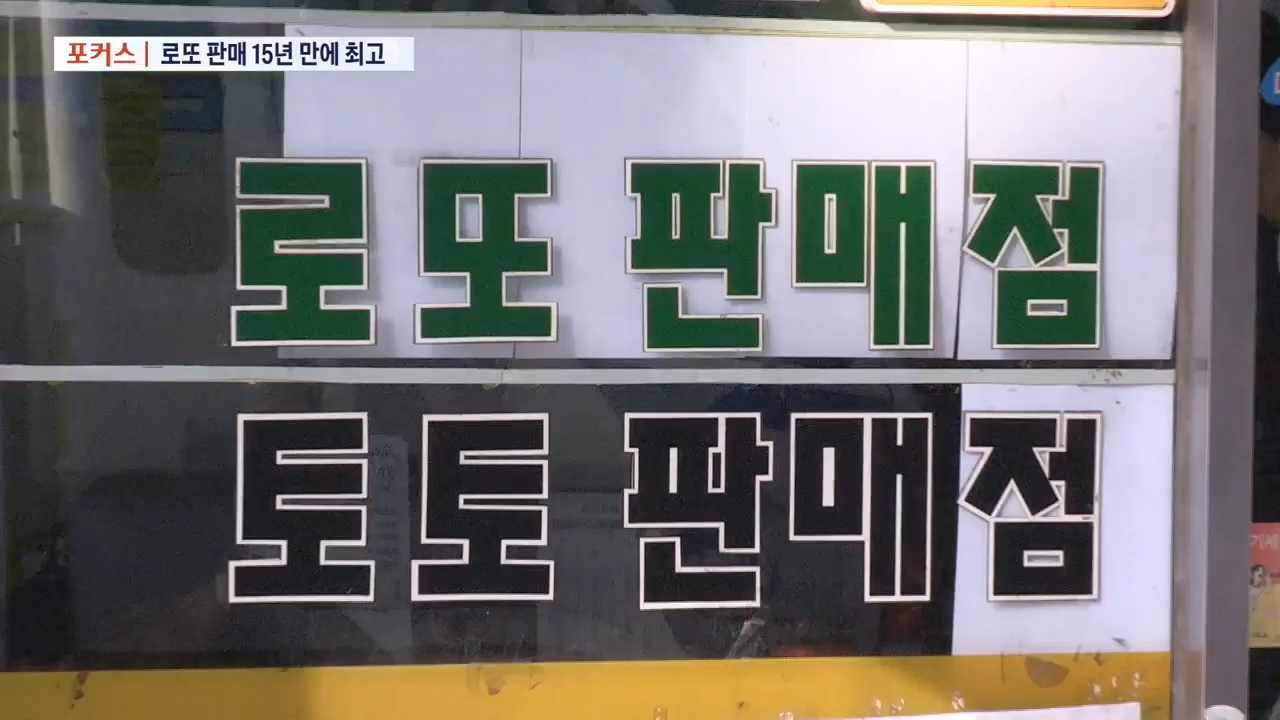 포커스| 로또 판매 15년 만에 최고
로또 판매점
토토 판매점